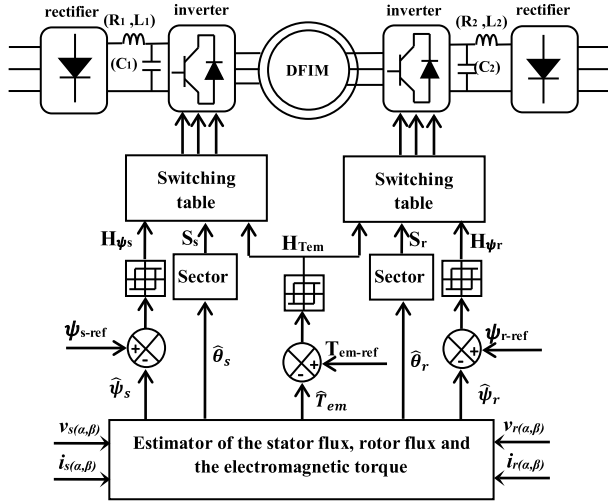 rectifier
inverter
inverter
rectifier
(R₁ ,L₁)
(C₁)
DFIM
(R₂ ,L₂)
(C₂)
Switching
table
Switching
table
Hψs
Ss
HTem
Sr
Hψr
Sector
Sector
ψs-ref
+
-
θ̂s
+
-
Tem-ref
θ̂r
+
-
ψr-ref
ψ̂s
T̂em
ψ̂r
vs(α,β)
is(α,β)
Estimator of the stator flux, rotor flux and
the electromagnetic torque
vr(α,β)
ir(α,β)